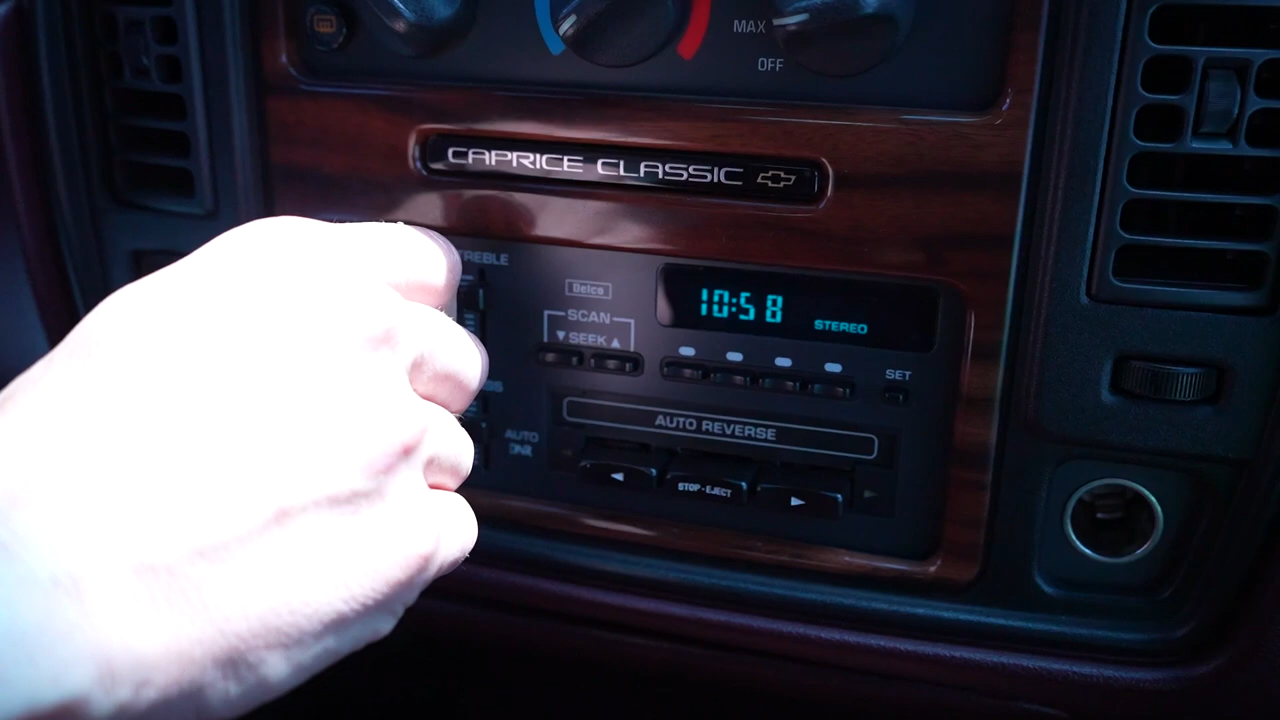 MAX
OFF
CAPRICE CLASSIC
TREBLE
Delco
SCAN
▼SEEK▲
10:58
STEREO
SET
AUTO REVERSE
AUTO
DNR
◀
STOP-EJECT
▶